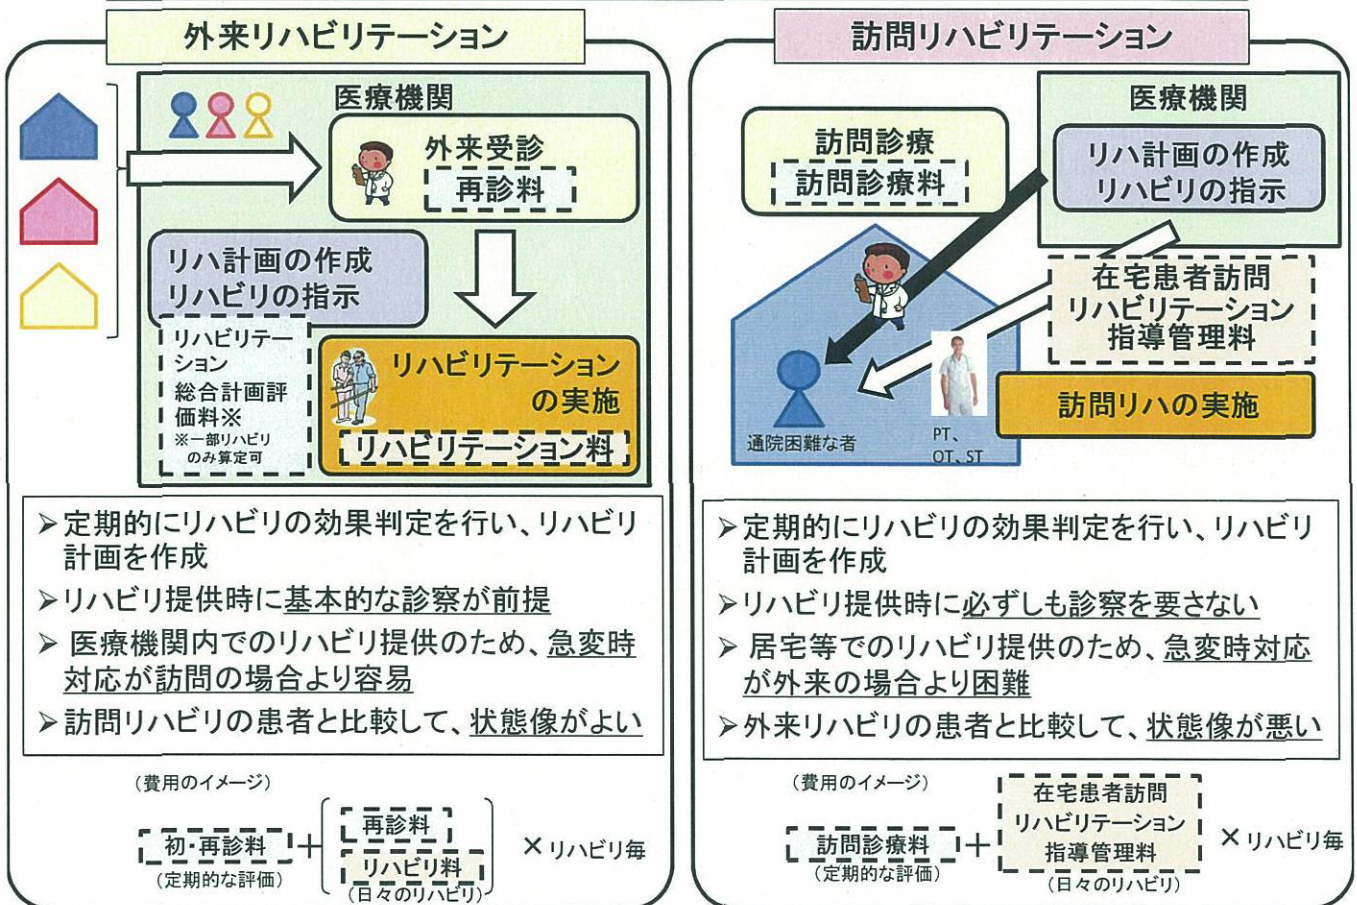 外来リハビリテーション
医療機関
外来受診
再診料
リハ計画の作成
リハビリの指示
リハビリテー
ション
総合計画評
価料※
※一部リハビリ
のみ算定可
リハビリテーション
の実施
リハビリテーション料
➢定期的にリハビリの効果判定を行い、リハビリ
計画を作成
➢リハビリ提供時に基本的な診察が前提
➢ 医療機関内でのリハビリ提供のため、急変時
対応が訪問の場合より容易
➢訪問リハビリの患者と比較して、状態像がよい
(費用のイメージ)
初・再診料
(定期的な評価)
+
再診料
リハビリ料
(日々のリハビリ)
×リハビリ毎
訪問リハビリテーション
医療機関
訪問診療
訪問診療料
リハ計画の作成
リハビリの指示
在宅患者訪問
リハビリテーション
指導管理料
訪問リハの実施
通院困難な者
PT、
OT、ST
➢定期的にリハビリの効果判定を行い、リハビリ
計画を作成
➢リハビリ提供時に必ずしも診察を要さない
➢ 居宅等でのリハビリ提供のため、急変時対応
が外来の場合より困難
➢外来リハビリの患者と比較して、状態像が悪い
(費用のイメージ)
訪問診療料
(定期的な評価)
+
在宅患者訪問
リハビリテーション
指導管理料
(日々のリハビリ)
×リハビリ毎